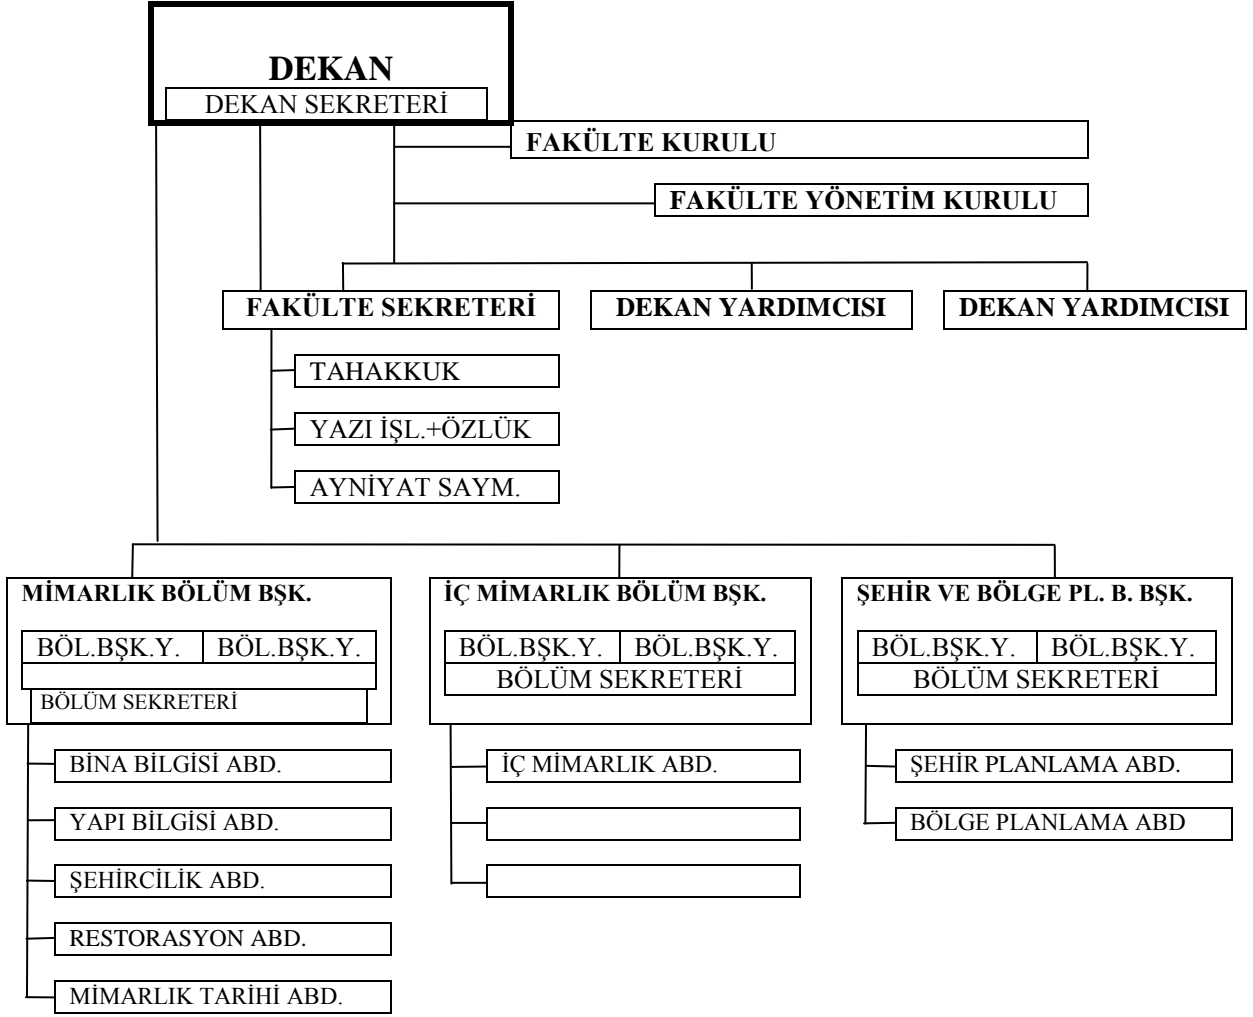 DEKAN
DEKAN SEKRETERİ
FAKÜLTE KURULU
FAKÜLTE YÖNETİM KURULU
FAKÜLTE SEKRETERİ
DEKAN YARDIMCISI
DEKAN YARDIMCISI
TAHAKKUK
YAZI İŞL.+ÖZLÜK
AYNİYAT SAYM.
MİMARLIK BÖLÜM BŞK.
BÖL.BŞK.Y.
BÖL.BŞK.Y.
BÖLÜM SEKRETERİ
BİNA BİLGİSİ ABD.
YAPI BİLGİSİ ABD.
ŞEHİRCİLİK ABD.
RESTORASYON ABD.
MİMARLIK TARİHİ ABD.
İÇ MİMARLIK BÖLÜM BŞK.
BÖL.BŞK.Y.
BÖL.BŞK.Y.
BÖLÜM SEKRETERİ
İÇ MİMARLIK ABD.
ŞEHİR VE BÖLGE PL. B. BŞK.
BÖL.BŞK.Y.
BÖL.BŞK.Y.
BÖLÜM SEKRETERİ
ŞEHİR PLANLAMA ABD.
BÖLGE PLANLAMA ABD